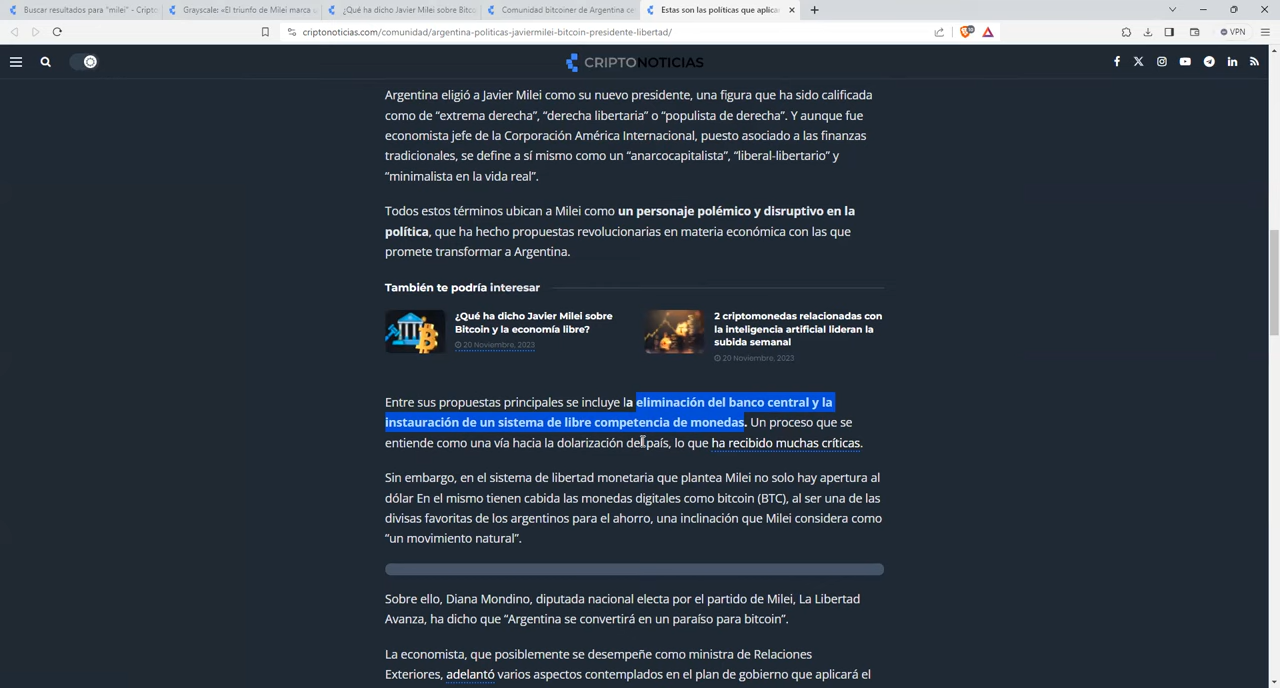 Buscar resultados para "milei" - Cripto
Grayscale: «El triunfo de Milei marca u
¿Qué ha dicho Javier Milei sobre Bitco
Comunidad bitcoiner de Argentina ce
Estas son las políticas que aplica
criptonoticias.com/comunidad/argentina-politicas-javiermilei-bitcoin-presidente-libertad/
VPN
CRIPTONOTICIAS
Argentina eligió a Javier Milei como su nuevo presidente, una figura que ha sido calificada
como de “extrema derecha”, “derecha libertaria” o “populista de derecha”. Y aunque fue
economista jefe de la Corporación América Internacional, puesto asociado a las finanzas
tradicionales, se define a sí mismo como un “anarcocapitalista”, “liberal-libertario” y
“minimalista en la vida real”.
Todos estos términos ubican a Milei como un personaje polémico y disruptivo en la
política, que ha hecho propuestas revolucionarias en materia económica con las que
promete transformar a Argentina.
También te podría interesar
¿Qué ha dicho Javier Milei sobre
Bitcoin y la economía libre?
20 Noviembre, 2023
2 criptomonedas relacionadas con
la inteligencia artificial lideran la
subida semanal
20 Noviembre, 2023
Entre sus propuestas principales se incluye la eliminación del banco central y la
instauración de un sistema de libre competencia de monedas. Un proceso que se
entiende como una vía hacia la dolarización del país, lo que ha recibido muchas críticas.
Sin embargo, en el sistema de libertad monetaria que plantea Milei no solo hay apertura al
dólar En el mismo tienen cabida las monedas digitales como bitcoin (BTC), al ser una de las
divisas favoritas de los argentinos para el ahorro, una inclinación que Milei considera como
“un movimiento natural”.
Sobre ello, Diana Mondino, diputada nacional electa por el partido de Milei, La Libertad
Avanza, ha dicho que “Argentina se convertirá en un paraíso para bitcoin”.
La economista, que posiblemente se desempeñe como ministra de Relaciones
Exteriores, adelantó varios aspectos contemplados en el plan de gobierno que aplicará el